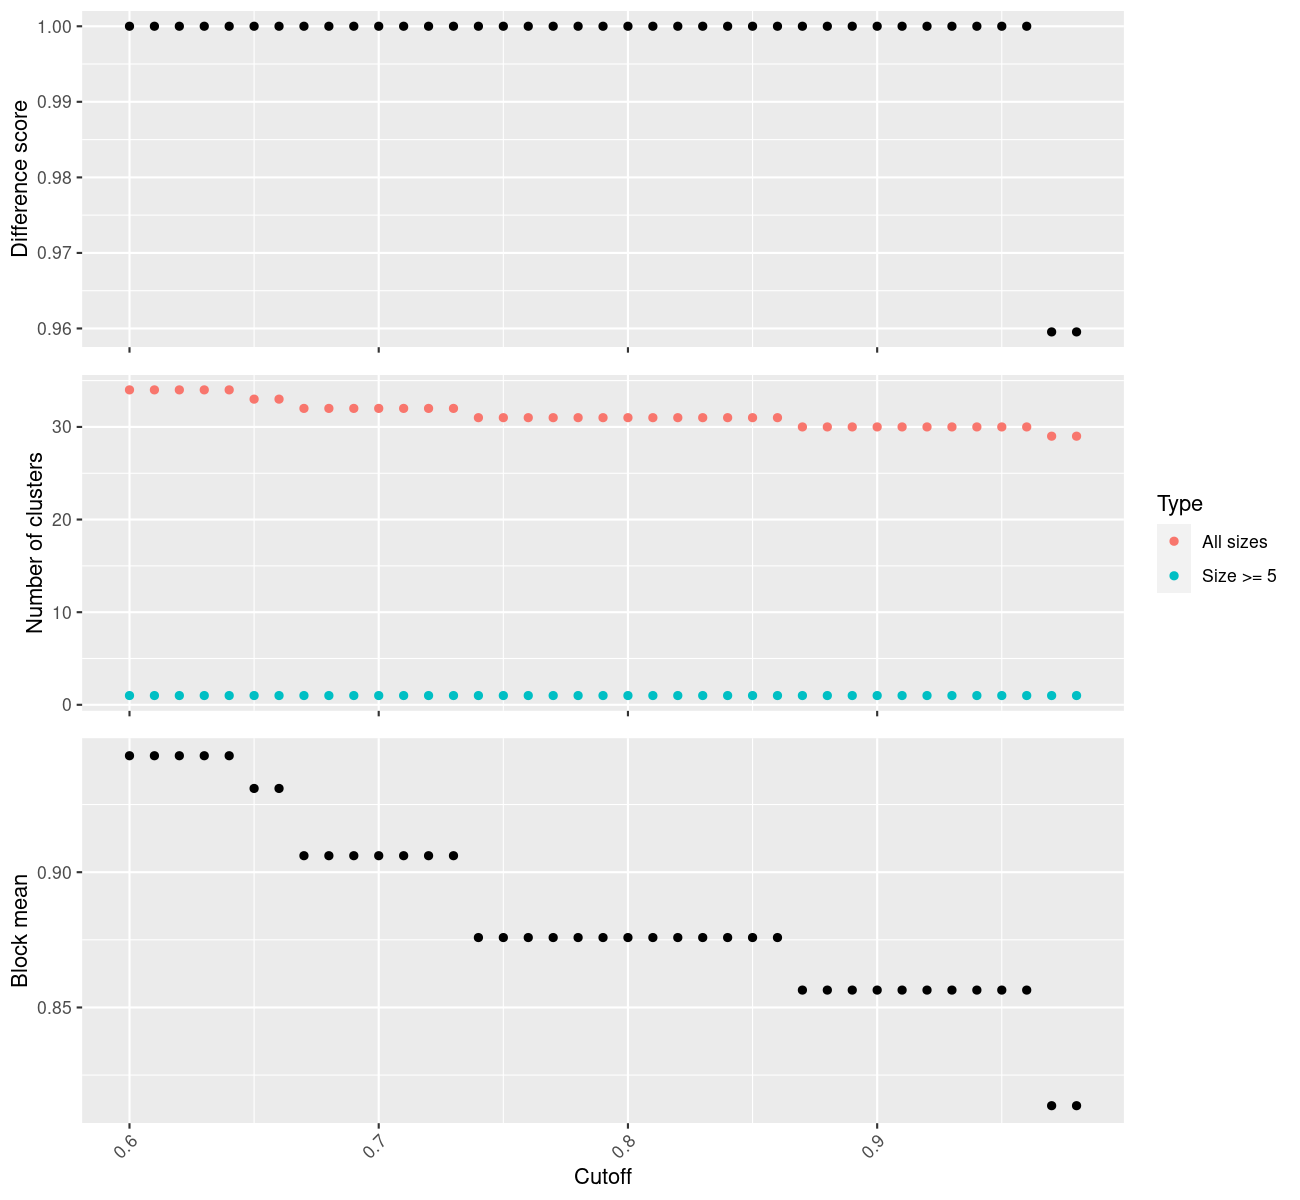 Difference score
1.00
0.99
0.98
0.97
0.96
Number of clusters
30
20
10
0
Type
All sizes
Size >= 5
Block mean
0.90
0.85
0.6
0.7
0.8
0.9
Cutoff